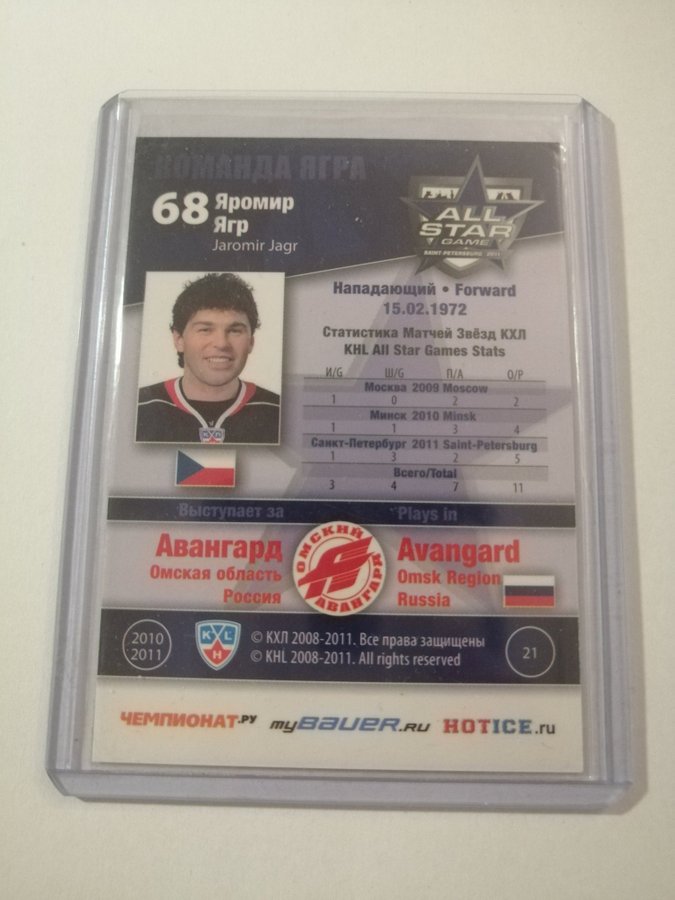 КОМАНДА ЯГРА
68 Яромир
Ягр
Jaromir Jagr
ALL
STAR
GAME
SAINT-PETERSBURG 2011
Нападающий • Forward
15.02.1972
Статистика Матчей Звёзд КХЛ
KHL All Star Games Stats
И/G Ш/G П/A О/P
Москва 2009 Moscow
1 0 2 2
Минск 2010 Minsk
1 1 3 4
Санкт-Петербург 2011 Saint-Petersburg
1 3 2 5
Всего/Total
3 4 7 11
Выступает за Plays in
Авангард
Омская область
Россия
ОМСКИЙ
АВАНГАРД
Avangard
Omsk Region
Russia
2010
2011
KHL
© КХЛ 2008-2011. Все права защищены
© KHL 2008-2011. All rights reserved
21
ЧЕМПИОНАТ.РУ myBAUER.RU HOTICE.ru